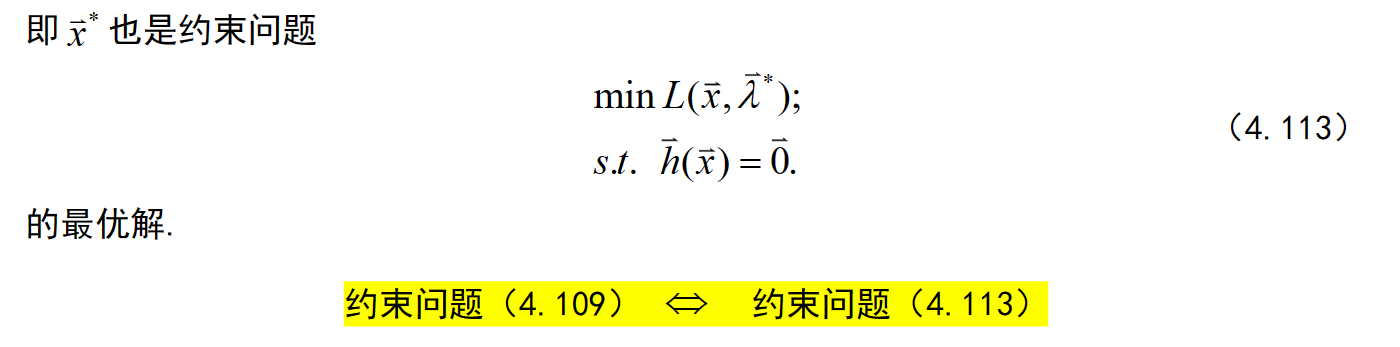 即 $\vec{x}^*$ 也是约束问题
$\min L(\vec{x}, \vec{\lambda}^*);$
$s.t. \ \vec{h}(\vec{x}) = \vec{0}.$
（4.113）
的最优解.
约束问题（4.109） ⇔ 约束问题（4.113）